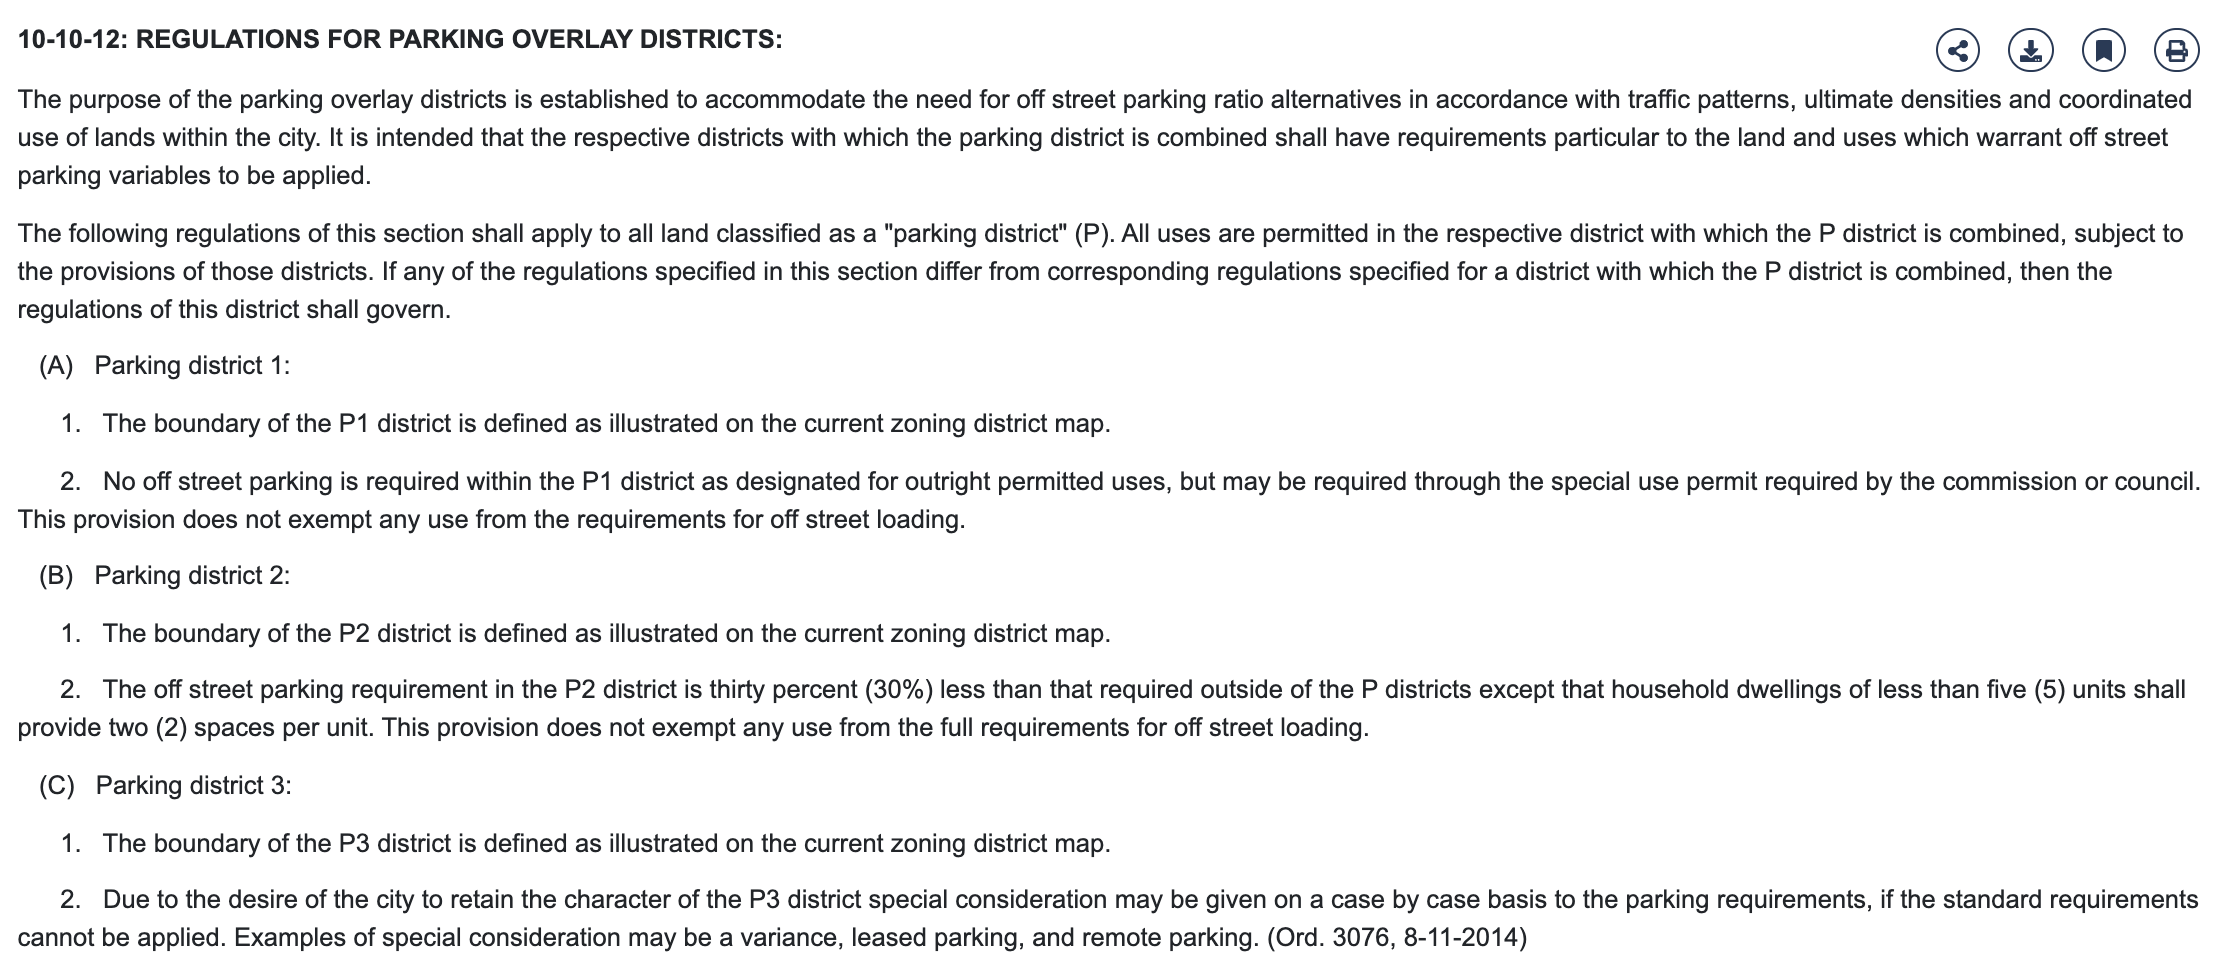 10-10-12: REGULATIONS FOR PARKING OVERLAY DISTRICTS:
The purpose of the parking overlay districts is established to accommodate the need for off street parking ratio alternatives in accordance with traffic patterns, ultimate densities and coordinated
use of lands within the city. It is intended that the respective districts with which the parking district is combined shall have requirements particular to the land and uses which warrant off street
parking variables to be applied.
The following regulations of this section shall apply to all land classified as a "parking district" (P). All uses are permitted in the respective district with which the P district is combined, subject to
the provisions of those districts. If any of the regulations specified in this section differ from corresponding regulations specified for a district with which the P district is combined, then the
regulations of this district shall govern.
(A) Parking district 1:
1. The boundary of the P1 district is defined as illustrated on the current zoning district map.
2. No off street parking is required within the P1 district as designated for outright permitted uses, but may be required through the special use permit required by the commission or council.
This provision does not exempt any use from the requirements for off street loading.
(B) Parking district 2:
1. The boundary of the P2 district is defined as illustrated on the current zoning district map.
2. The off street parking requirement in the P2 district is thirty percent (30%) less than that required outside of the P districts except that household dwellings of less than five (5) units shall
provide two (2) spaces per unit. This provision does not exempt any use from the full requirements for off street loading.
(C) Parking district 3:
1. The boundary of the P3 district is defined as illustrated on the current zoning district map.
2. Due to the desire of the city to retain the character of the P3 district special consideration may be given on a case by case basis to the parking requirements, if the standard requirements
cannot be applied. Examples of special consideration may be a variance, leased parking, and remote parking. (Ord. 3076, 8-11-2014)